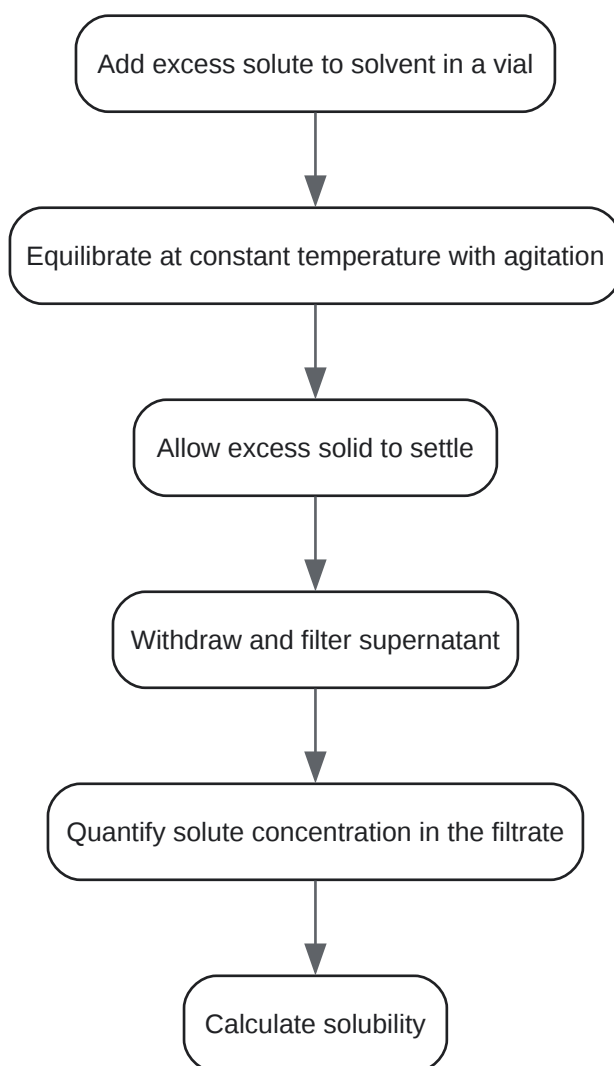 Add excess solute to solvent in a vial
Equilibrate at constant temperature with agitation
Allow excess solid to settle
Withdraw and filter supernatant
Quantify solute concentration in the filtrate
Calculate solubility